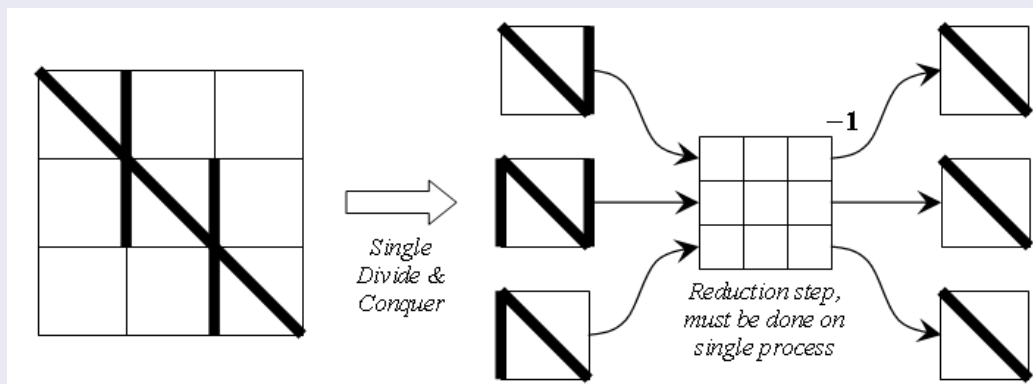 Single
Divide &
Conquer
−1
Reduction step,
must be done on
single process